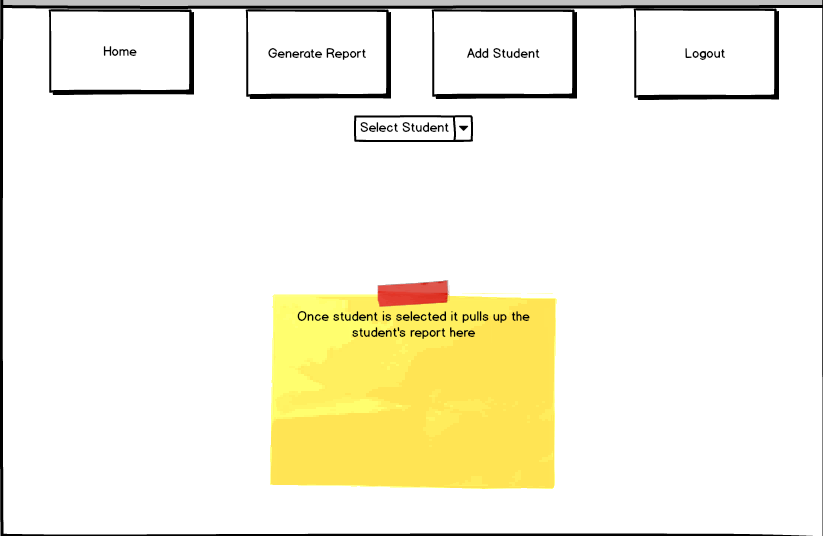 Home
Generate Report
Add Student
Logout
Select Student
Once student is selected it pulls up the
student's report here